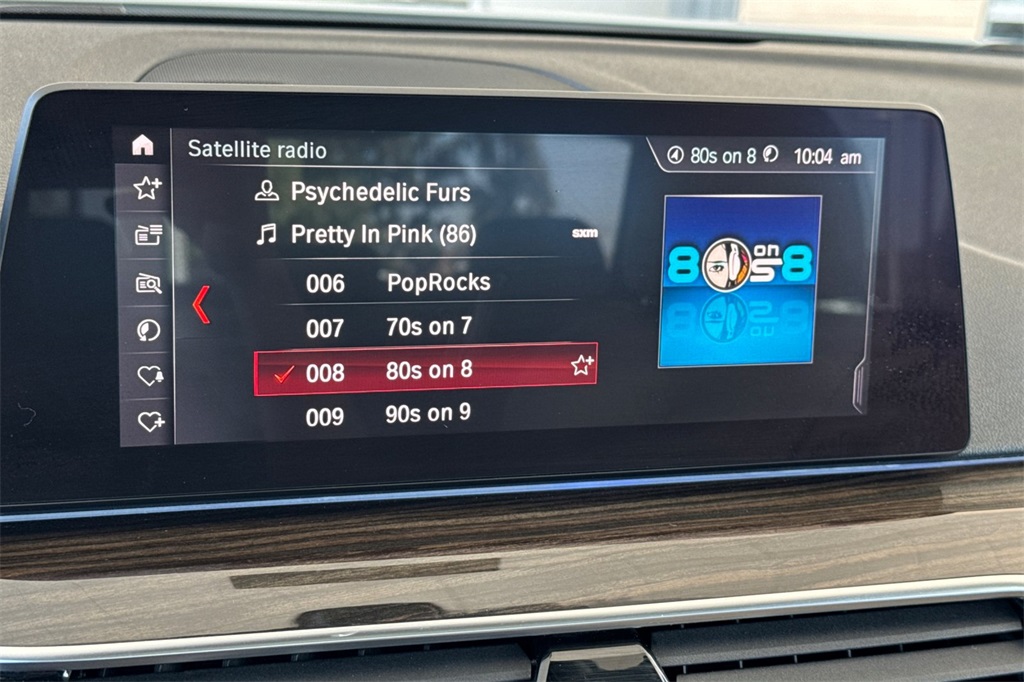 Satellite radio
80s on 8 10:04 am
Psychedelic Furs
Pretty In Pink (86) sxm
006 PopRocks
007 70s on 7
008 80s on 8
009 90s on 9
8 on 8